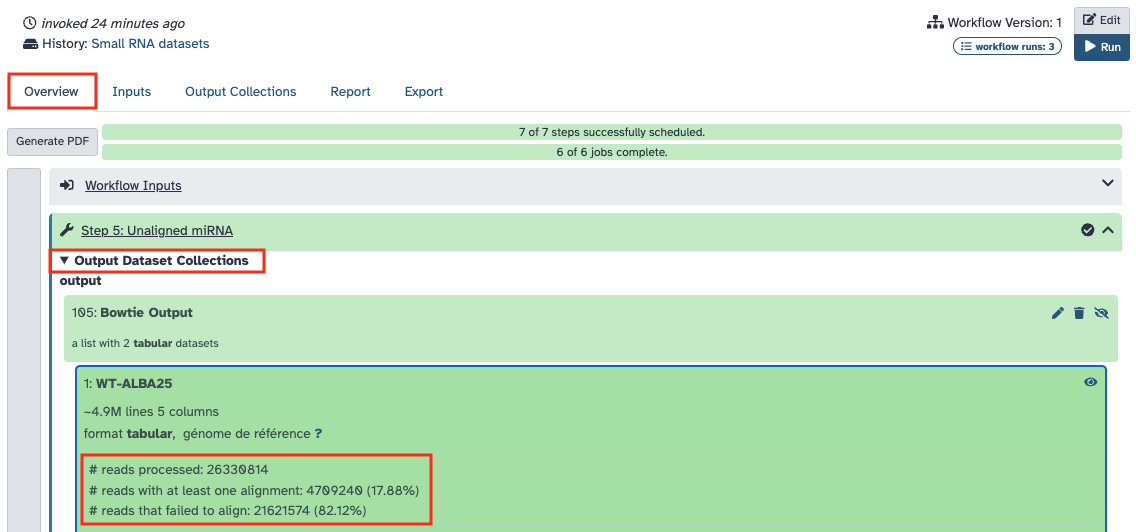 invoked 24 minutes ago
Workflow Version: 1
Edit
History: Small RNA datasets
workflow runs: 3
Run
Overview
Inputs
Output Collections
Report
Export
Generate PDF
7 of 7 steps successfully scheduled.
6 of 6 jobs complete.
Workflow Inputs
Step 5: Unaligned miRNA
Output Dataset Collections
output
105: Bowtie Output
a list with 2 tabular datasets
1: WT-ALBA25
~4.9M lines 5 columns
format tabular, génome de référence ?
# reads processed: 26330814
# reads with at least one alignment: 4709240 (17.88%)
# reads that failed to align: 21621574 (82.12%)